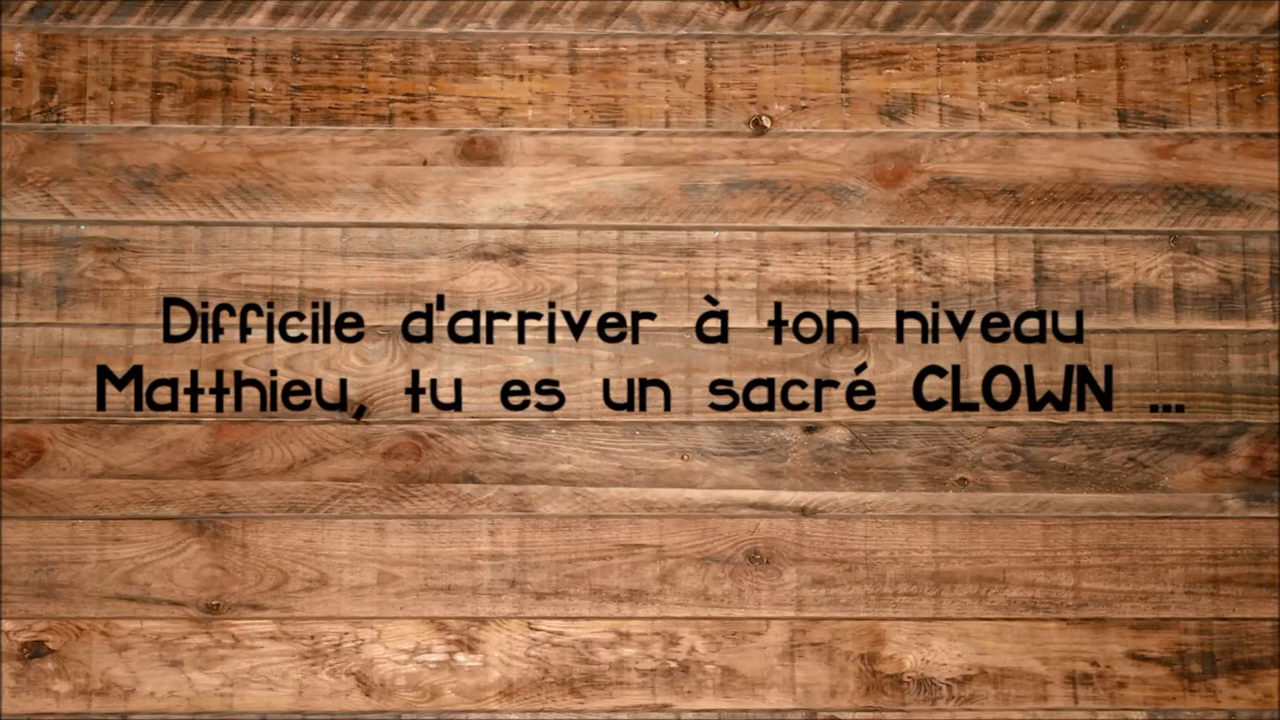 Difficile d'arriver à ton niveau
Matthieu, tu es un sacré CLOWN ...